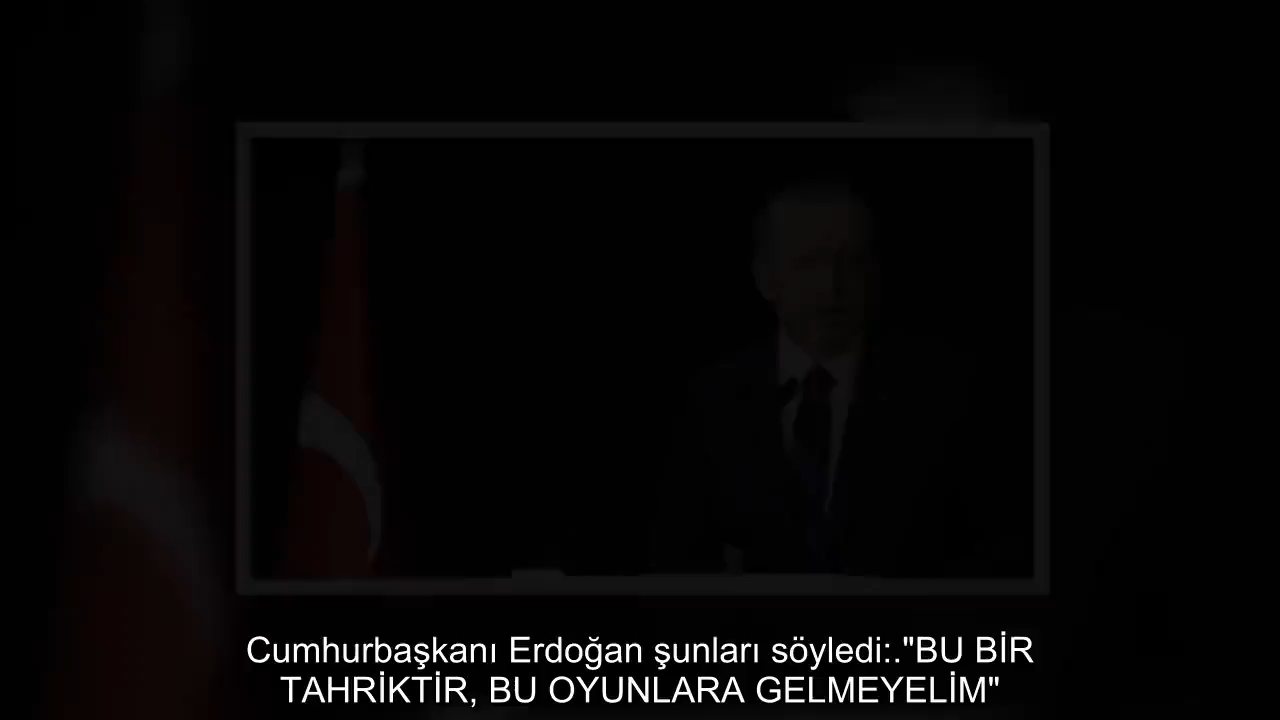 Cumhurbaşkanı Erdoğan şunları söyledi:."BU BİR
TAHRİKTİR, BU OYUNLARA GELMEYELİM"